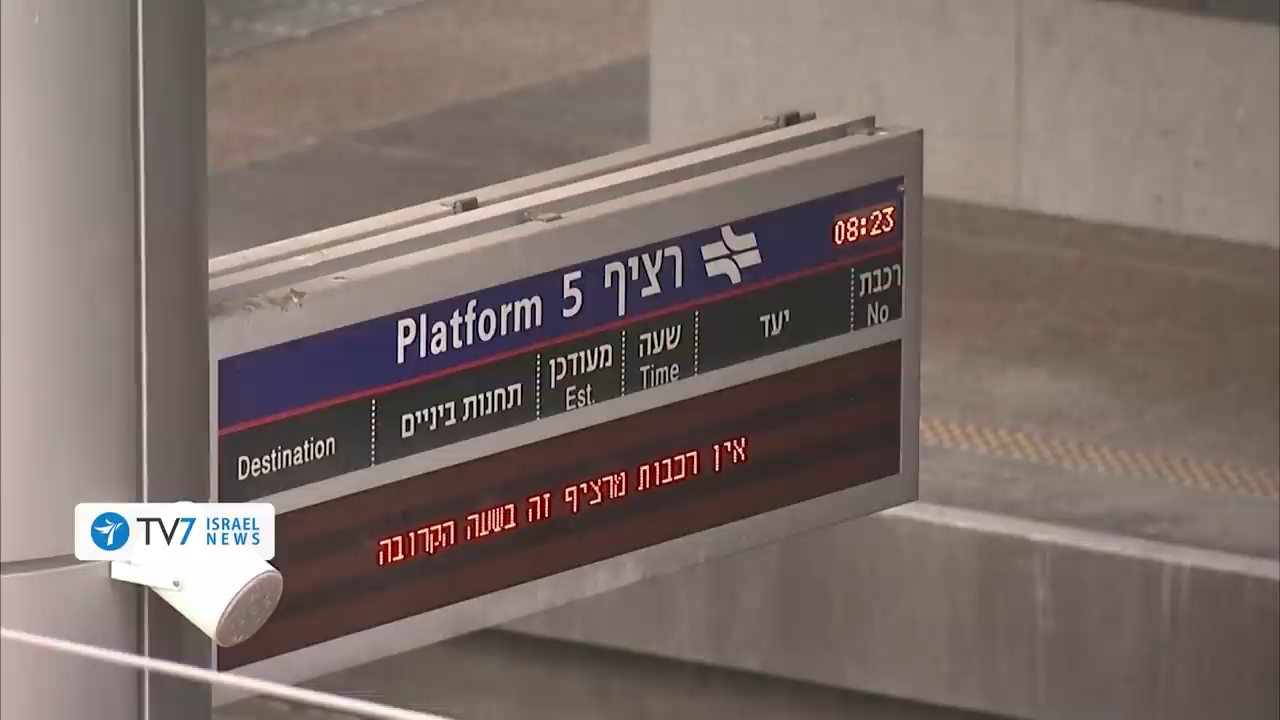 08:23
רציף 5 Platform
רכבת יעד שעה מעודכן תחנות ביניים Destination
No Time Est.
אין רכבות מרציף זה בשעה הקרובה
TV7 ISRAEL NEWS